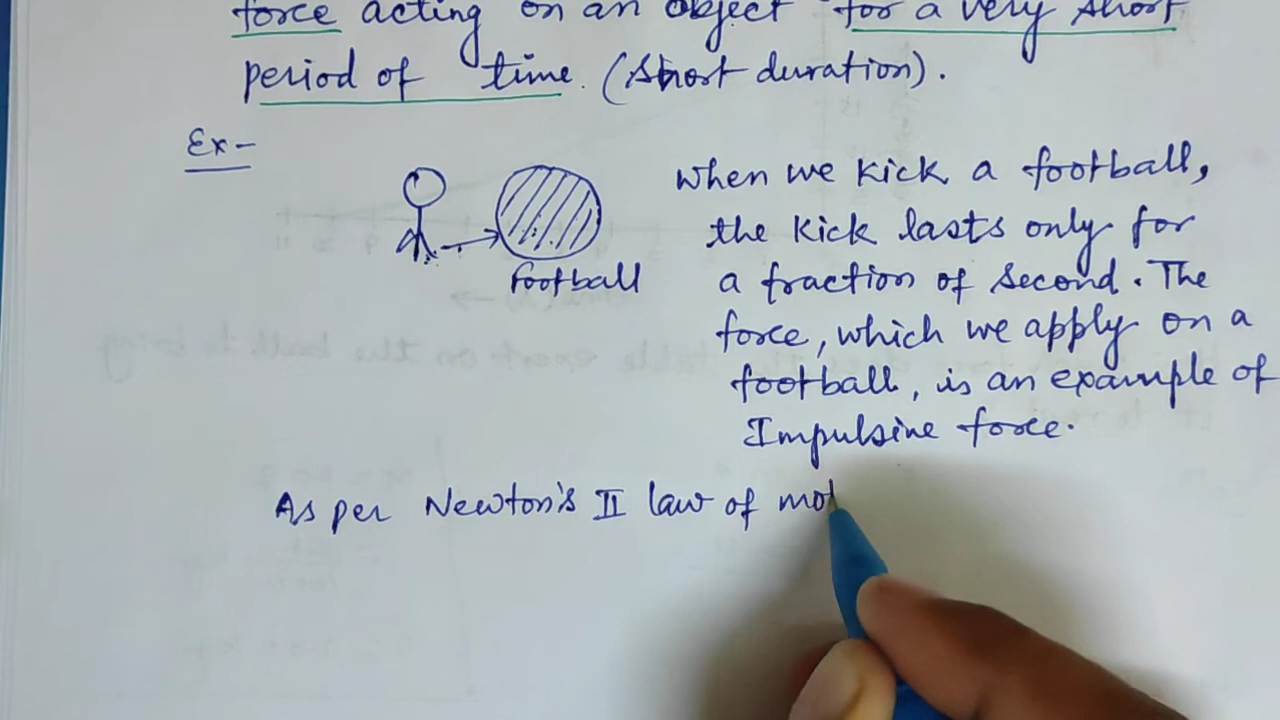 force acting on an object for a very short
period of time. (short duration).
Ex-
When we kick a football,
the kick lasts only for
a fraction of second. The
force, which we apply on a
football, is an example of
Impulsive force.
football
As per Newton's II law of mot